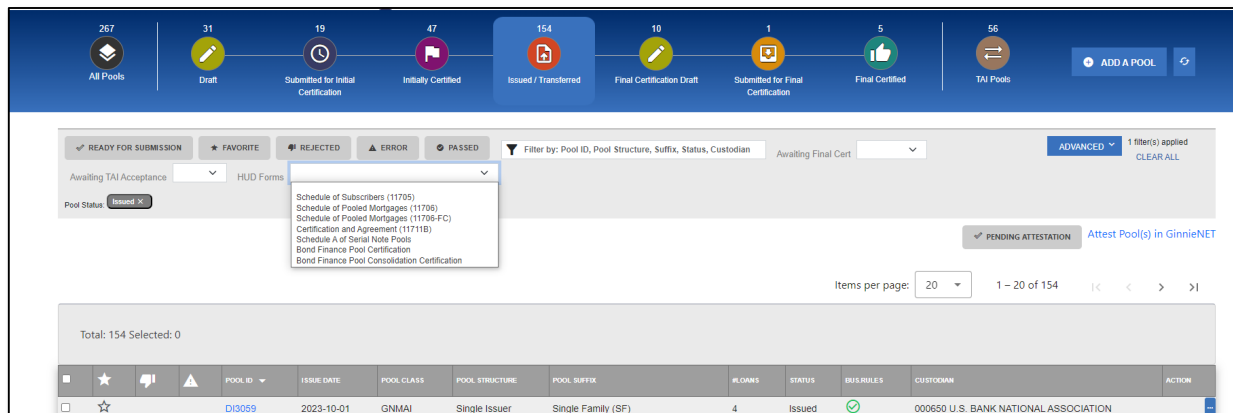 267
31
19
47
154
10
1
5
56
All Pools
Draft
Submitted for Initial
Certification
Initially Certified
Issued / Transferred
Final Certification Draft
Submitted for Final
Certification
Final Certified
TAI Pools
ADD A POOL
READY FOR SUBMISSION
FAVORITE
REJECTED
ERROR
PASSED
Filter by: Pool ID, Pool Structure, Suffix, Status, Custodian
Awaiting Final Cert
ADVANCED
1 filter(s) applied
CLEAR ALL
Awaiting TAI Acceptance
HUD Forms
Pool Status: Issued ×
Schedule of Subscribers (11705)
Schedule of Pooled Mortgages (11706)
Schedule of Pooled Mortgages (11706-FC)
Certification and Agreement (11711B)
Schedule A of Serial Note Pools
Bond Finance Pool Certification
Bond Finance Pool Consolidation Certification
PENDING ATTESTATION
Attest Pool(s) in GinnieNET
Items per page: 20 1 – 20 of 154
Total: 154 Selected: 0
POOL ID ISSUE DATE POOL CLASS POOL STRUCTURE POOL SUFFIX #LOANS STATUS BUS.RULES CUSTODIAN ACTION
DI3059 2023-10-01 GNMAI Single Issuer Single Family (SF) 4 Issued 000650 U.S. BANK NATIONAL ASSOCIATION